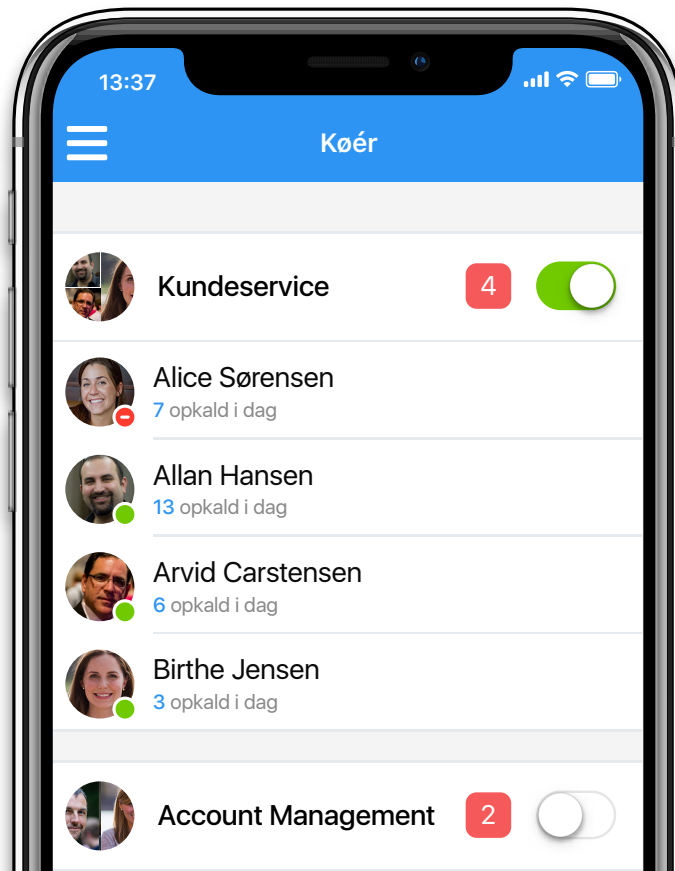 13:37
Køér
Kundeservice 4
Alice Sørensen
7 opkald i dag
Allan Hansen
13 opkald i dag
Arvid Carstensen
6 opkald i dag
Birthe Jensen
3 opkald i dag
Account Management 2